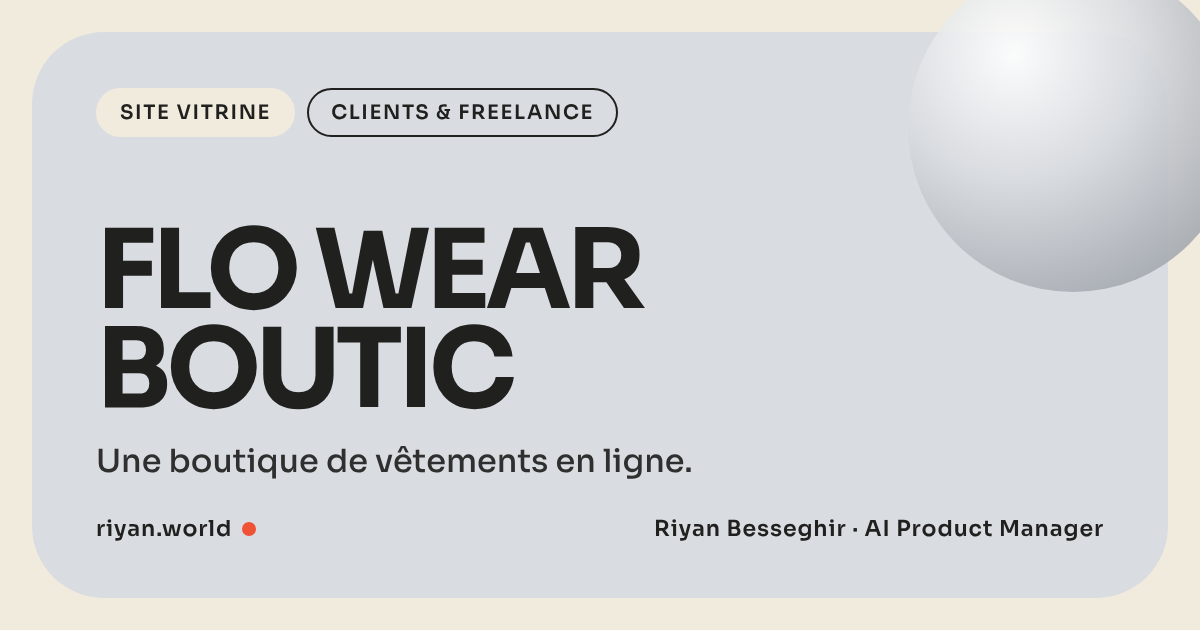 SITE VITRINE
CLIENTS & FREELANCE
FLO WEAR
BOUTIC
Une boutique de vêtements en ligne.
riyan.world
Riyan Besseghir · AI Product Manager